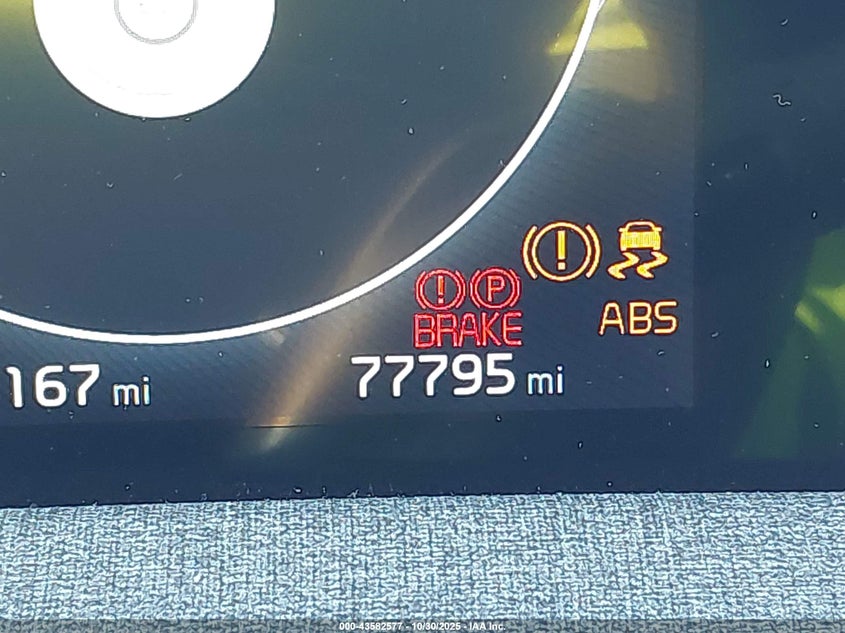 ! P
!
BRAKE
ABS
167 mi
77795 mi
000-43582577 - 10/30/2025 - IAA Inc.